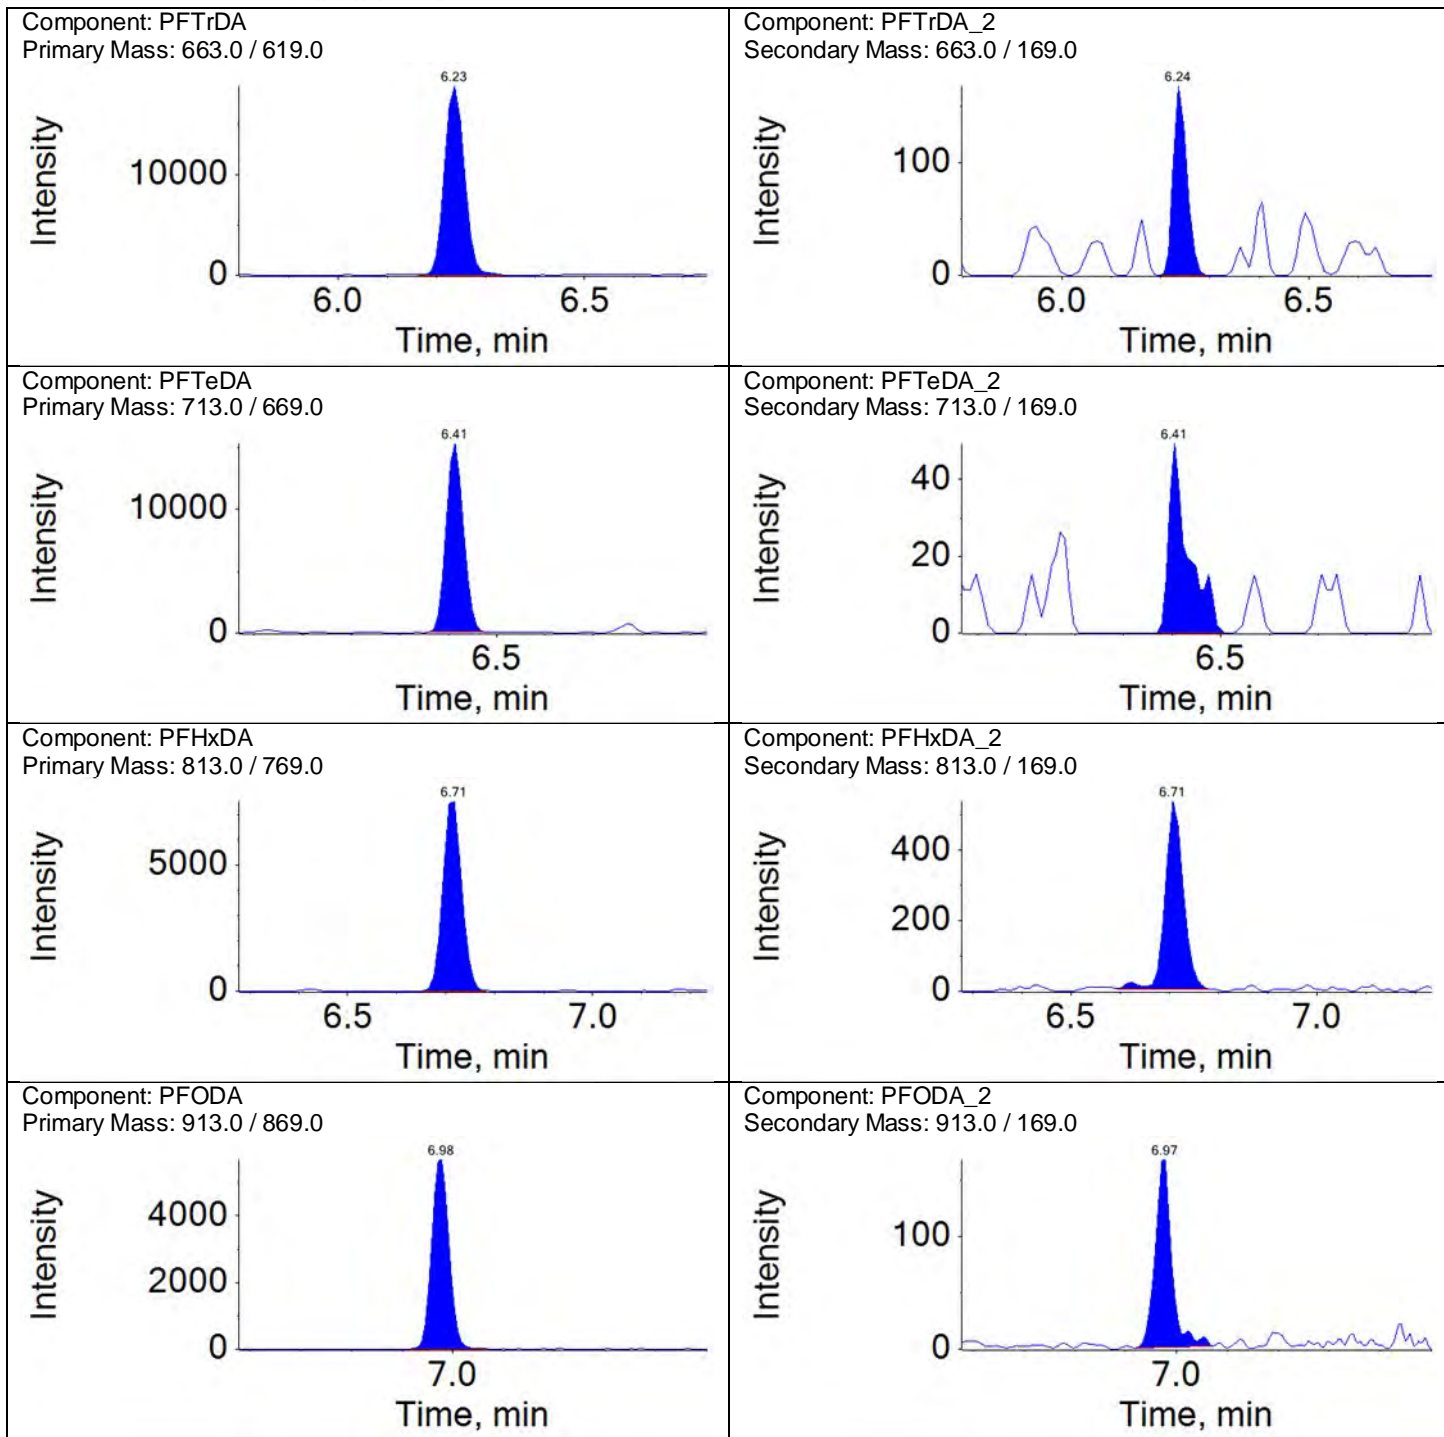 Component: PFTrDA
Primary Mass: 663.0 / 619.0
6.23
Intensity
10000
0
6.0 6.5
Time, min
Component: PFTrDA_2
Secondary Mass: 663.0 / 169.0
6.24
Intensity
100
0
6.0 6.5
Time, min
Component: PFTeDA
Primary Mass: 713.0 / 669.0
6.41
Intensity
10000
0
6.5
Time, min
Component: PFTeDA_2
Secondary Mass: 713.0 / 169.0
6.41
Intensity
40
20
0
6.5
Time, min
Component: PFHxDA
Primary Mass: 813.0 / 769.0
6.71
Intensity
5000
0
6.5 7.0
Time, min
Component: PFHxDA_2
Secondary Mass: 813.0 / 169.0
6.71
Intensity
400
200
0
6.5 7.0
Time, min
Component: PFODA
Primary Mass: 913.0 / 869.0
6.98
Intensity
4000
2000
0
7.0
Time, min
Component: PFODA_2
Secondary Mass: 913.0 / 169.0
6.97
Intensity
100
0
7.0
Time, min